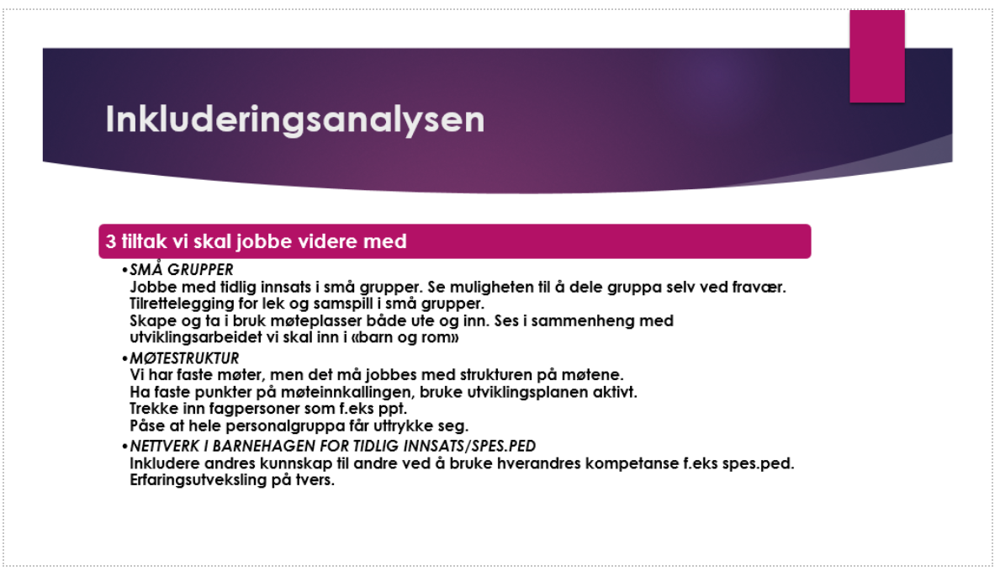 Inkluderingsanalysen
3 tiltak vi skal jobbe videre med
•SMÅ GRUPPER
Jobbe med tidlig innsats i små grupper. Se muligheten til å dele gruppa selv ved fravær.
Tilrettelegging for lek og samspill i små grupper.
Skape og ta i bruk møteplasser både ute og inn. Ses i sammenheng med
utviklingsarbeidet vi skal inn i «barn og rom»
•MØTESTRUKTUR
Vi har faste møter, men det må jobbes med strukturen på møtene.
Ha faste punkter på møteinnkallingen, bruke utviklingsplanen aktivt.
Trekke inn fagpersoner som f.eks ppt.
Påse at hele personalgruppa får uttrykke seg.
•NETTVERK I BARNEHAGEN FOR TIDLIG INNSATS/SPES.PED
Inkludere andres kunnskap til andre ved å bruke hverandres kompetanse f.eks spes.ped.
Erfaringsutveksling på tvers.